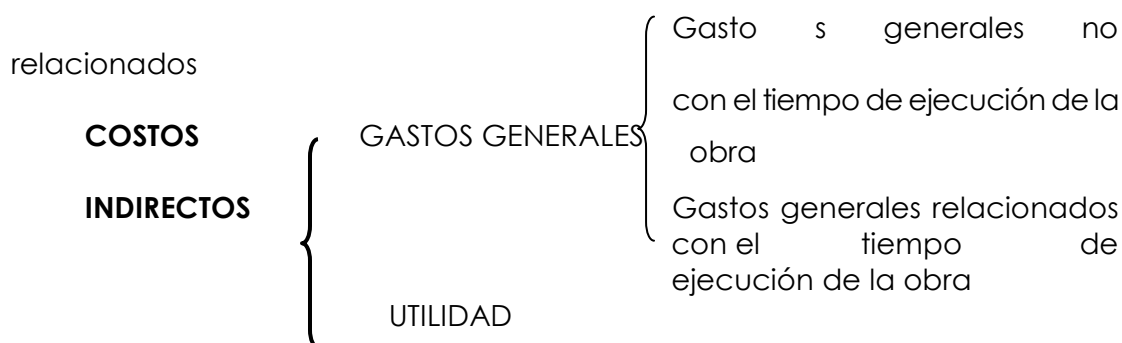 Gasto s generales no
relacionados
con el tiempo de ejecución de la
COSTOS GASTOS GENERALES
obra
INDIRECTOS Gastos generales relacionados
con el tiempo de
ejecución de la obra
UTILIDAD